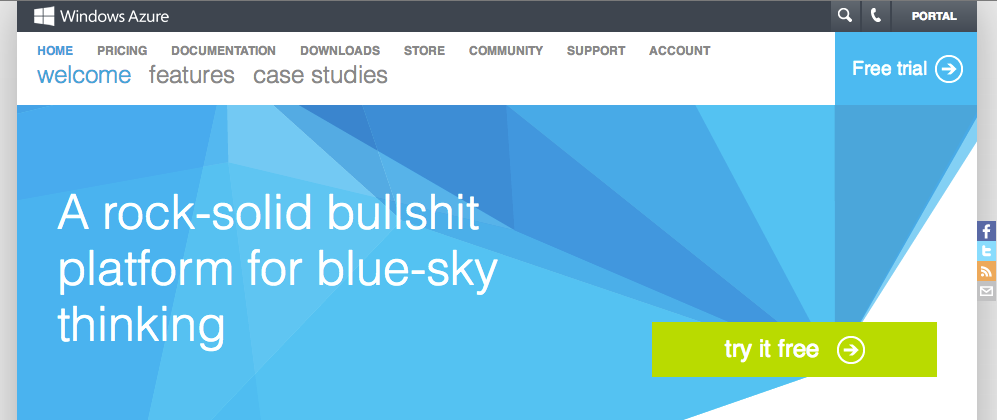 Windows Azure
PORTAL
HOME PRICING DOCUMENTATION DOWNLOADS STORE COMMUNITY SUPPORT ACCOUNT
welcome features case studies
Free trial
A rock-solid bullshit
platform for blue-sky
thinking
try it free